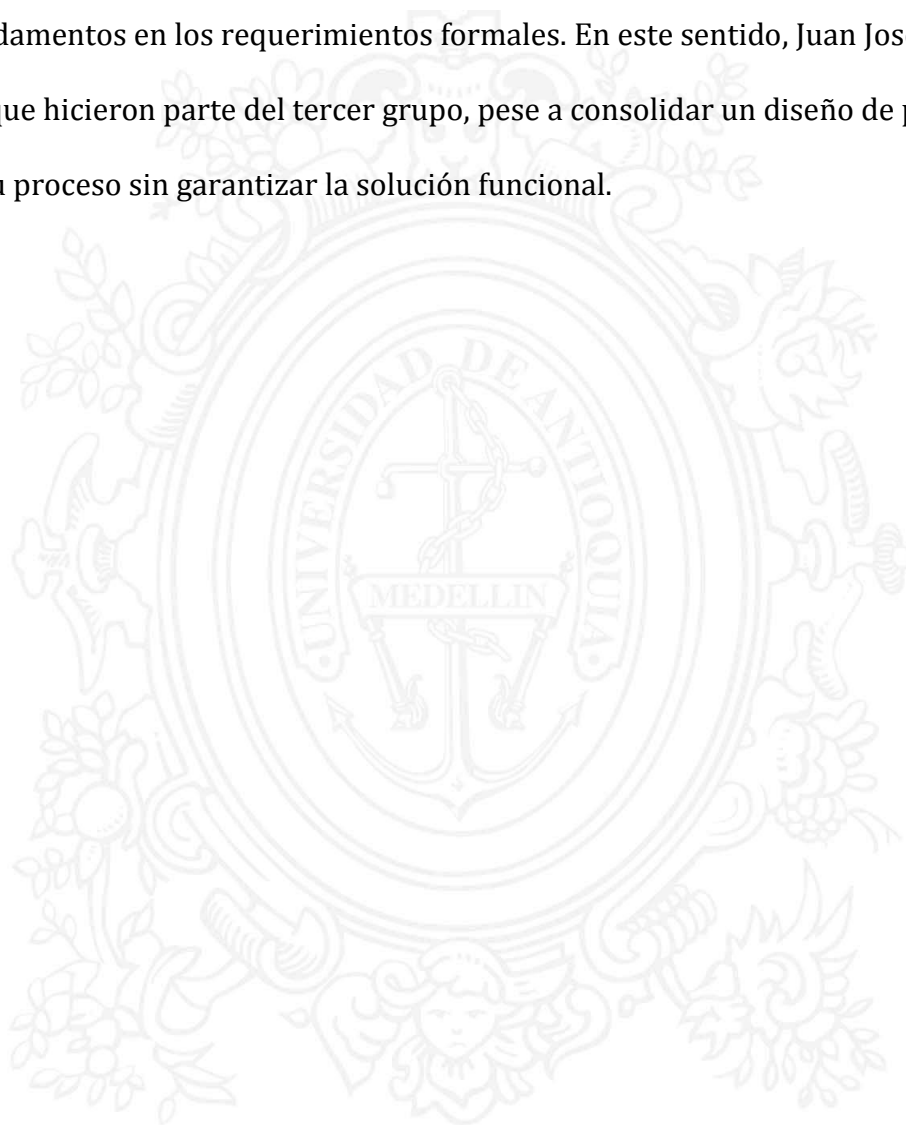 damentos en los requerimientos formales. En este sentido, Juan Jos
que hicieron parte del tercer grupo, pese a consolidar un diseño de
u proceso sin garantizar la solución funcional.
UNIVERSIDAD DE ANTIOQUIA
MEDELLIN